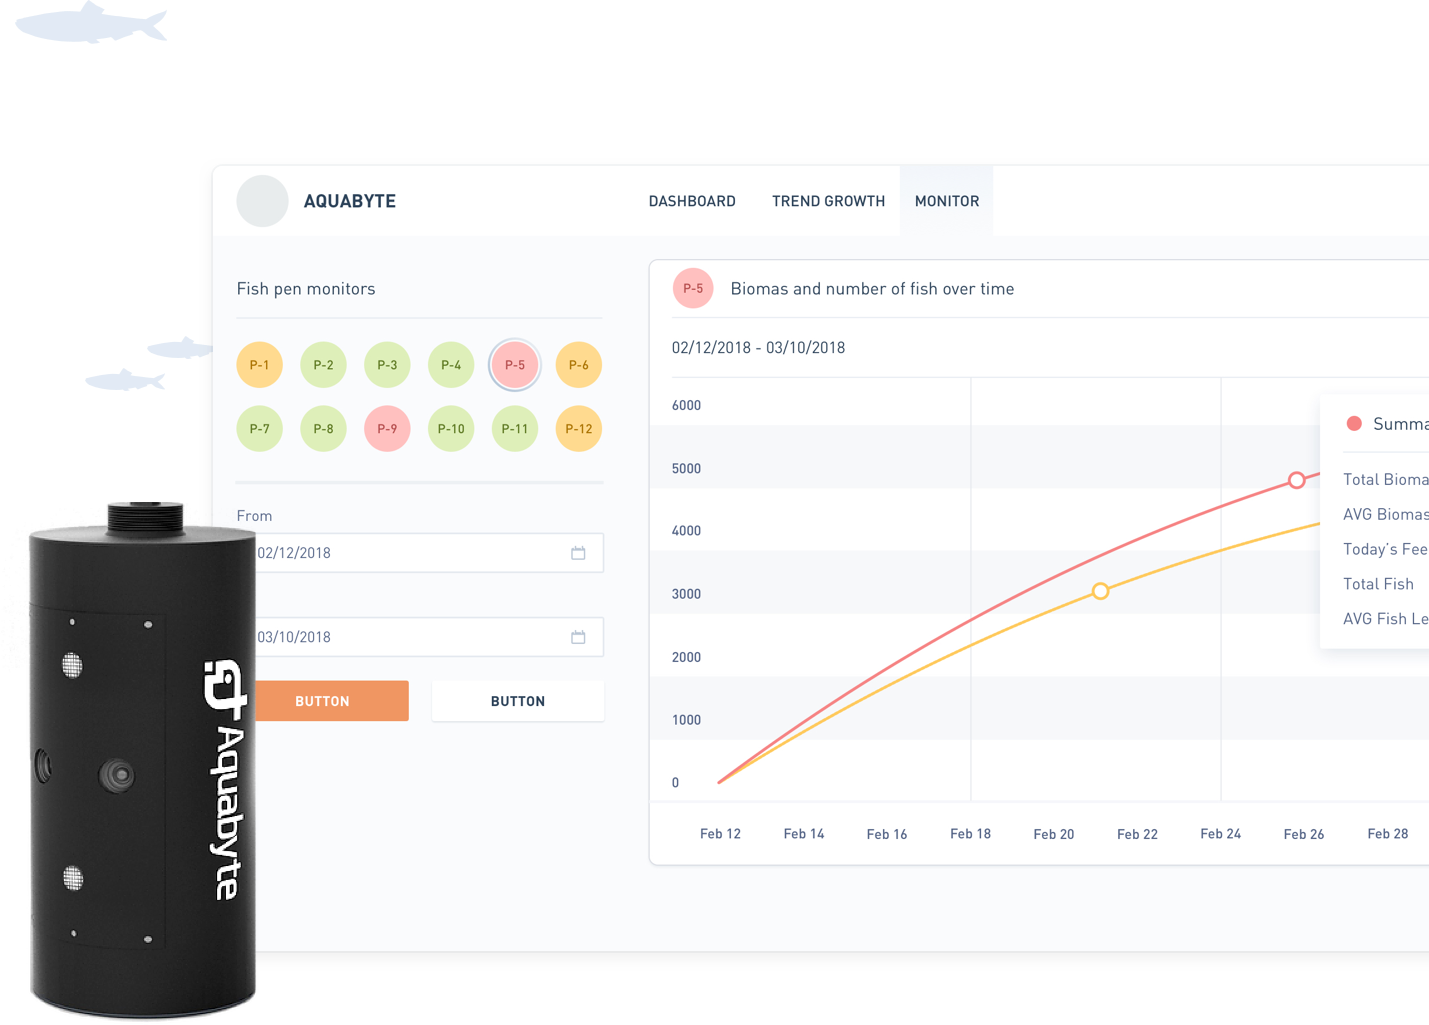 AQUABYTE
DASHBOARD TREND GROWTH MONITOR
Fish pen monitors
P-1 P-2 P-3 P-4 P-5 P-6
P-7 P-8 P-9 P-10 P-11 P-12
From
02/12/2018
03/10/2018
BUTTON BUTTON
P-5 Biomas and number of fish over time
02/12/2018 - 03/10/2018
6000
5000
4000
3000
2000
1000
0
Feb 12 Feb 14 Feb 16 Feb 18 Feb 20 Feb 22 Feb 24 Feb 26 Feb 28
Summa
Total Bioma
AVG Biomas
Today's Fee
Total Fish
AVG Fish Le
Aquabyte